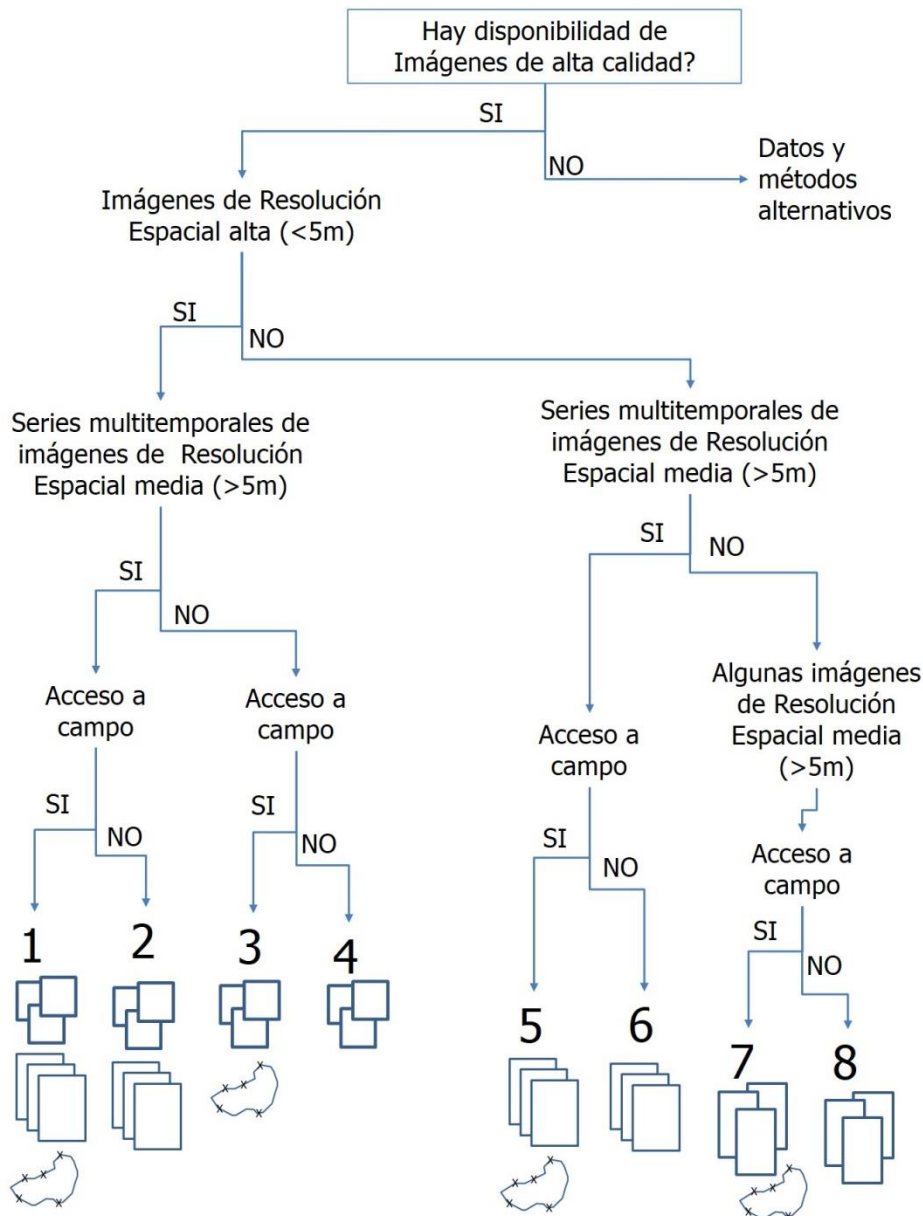 Hay disponibilidad de
Imágenes de alta calidad?
SI
NO
Datos y
métodos
alternativos
Imágenes de Resolución
Espacial alta (<5m)
SI
NO
Series multitemporales de
imágenes de Resolución
Espacial media (>5m)
Series multitemporales de
imágenes de Resolución
Espacial media (>5m)
SI
NO
SI
NO
Acceso a
campo
Acceso a
campo
Acceso a
campo
Algunas imágenes
de Resolución
Espacial media
(>5m)
SI
NO
SI
NO
SI
NO
Acceso a
campo
SI
NO
1
2
3
4
5
6
7
8